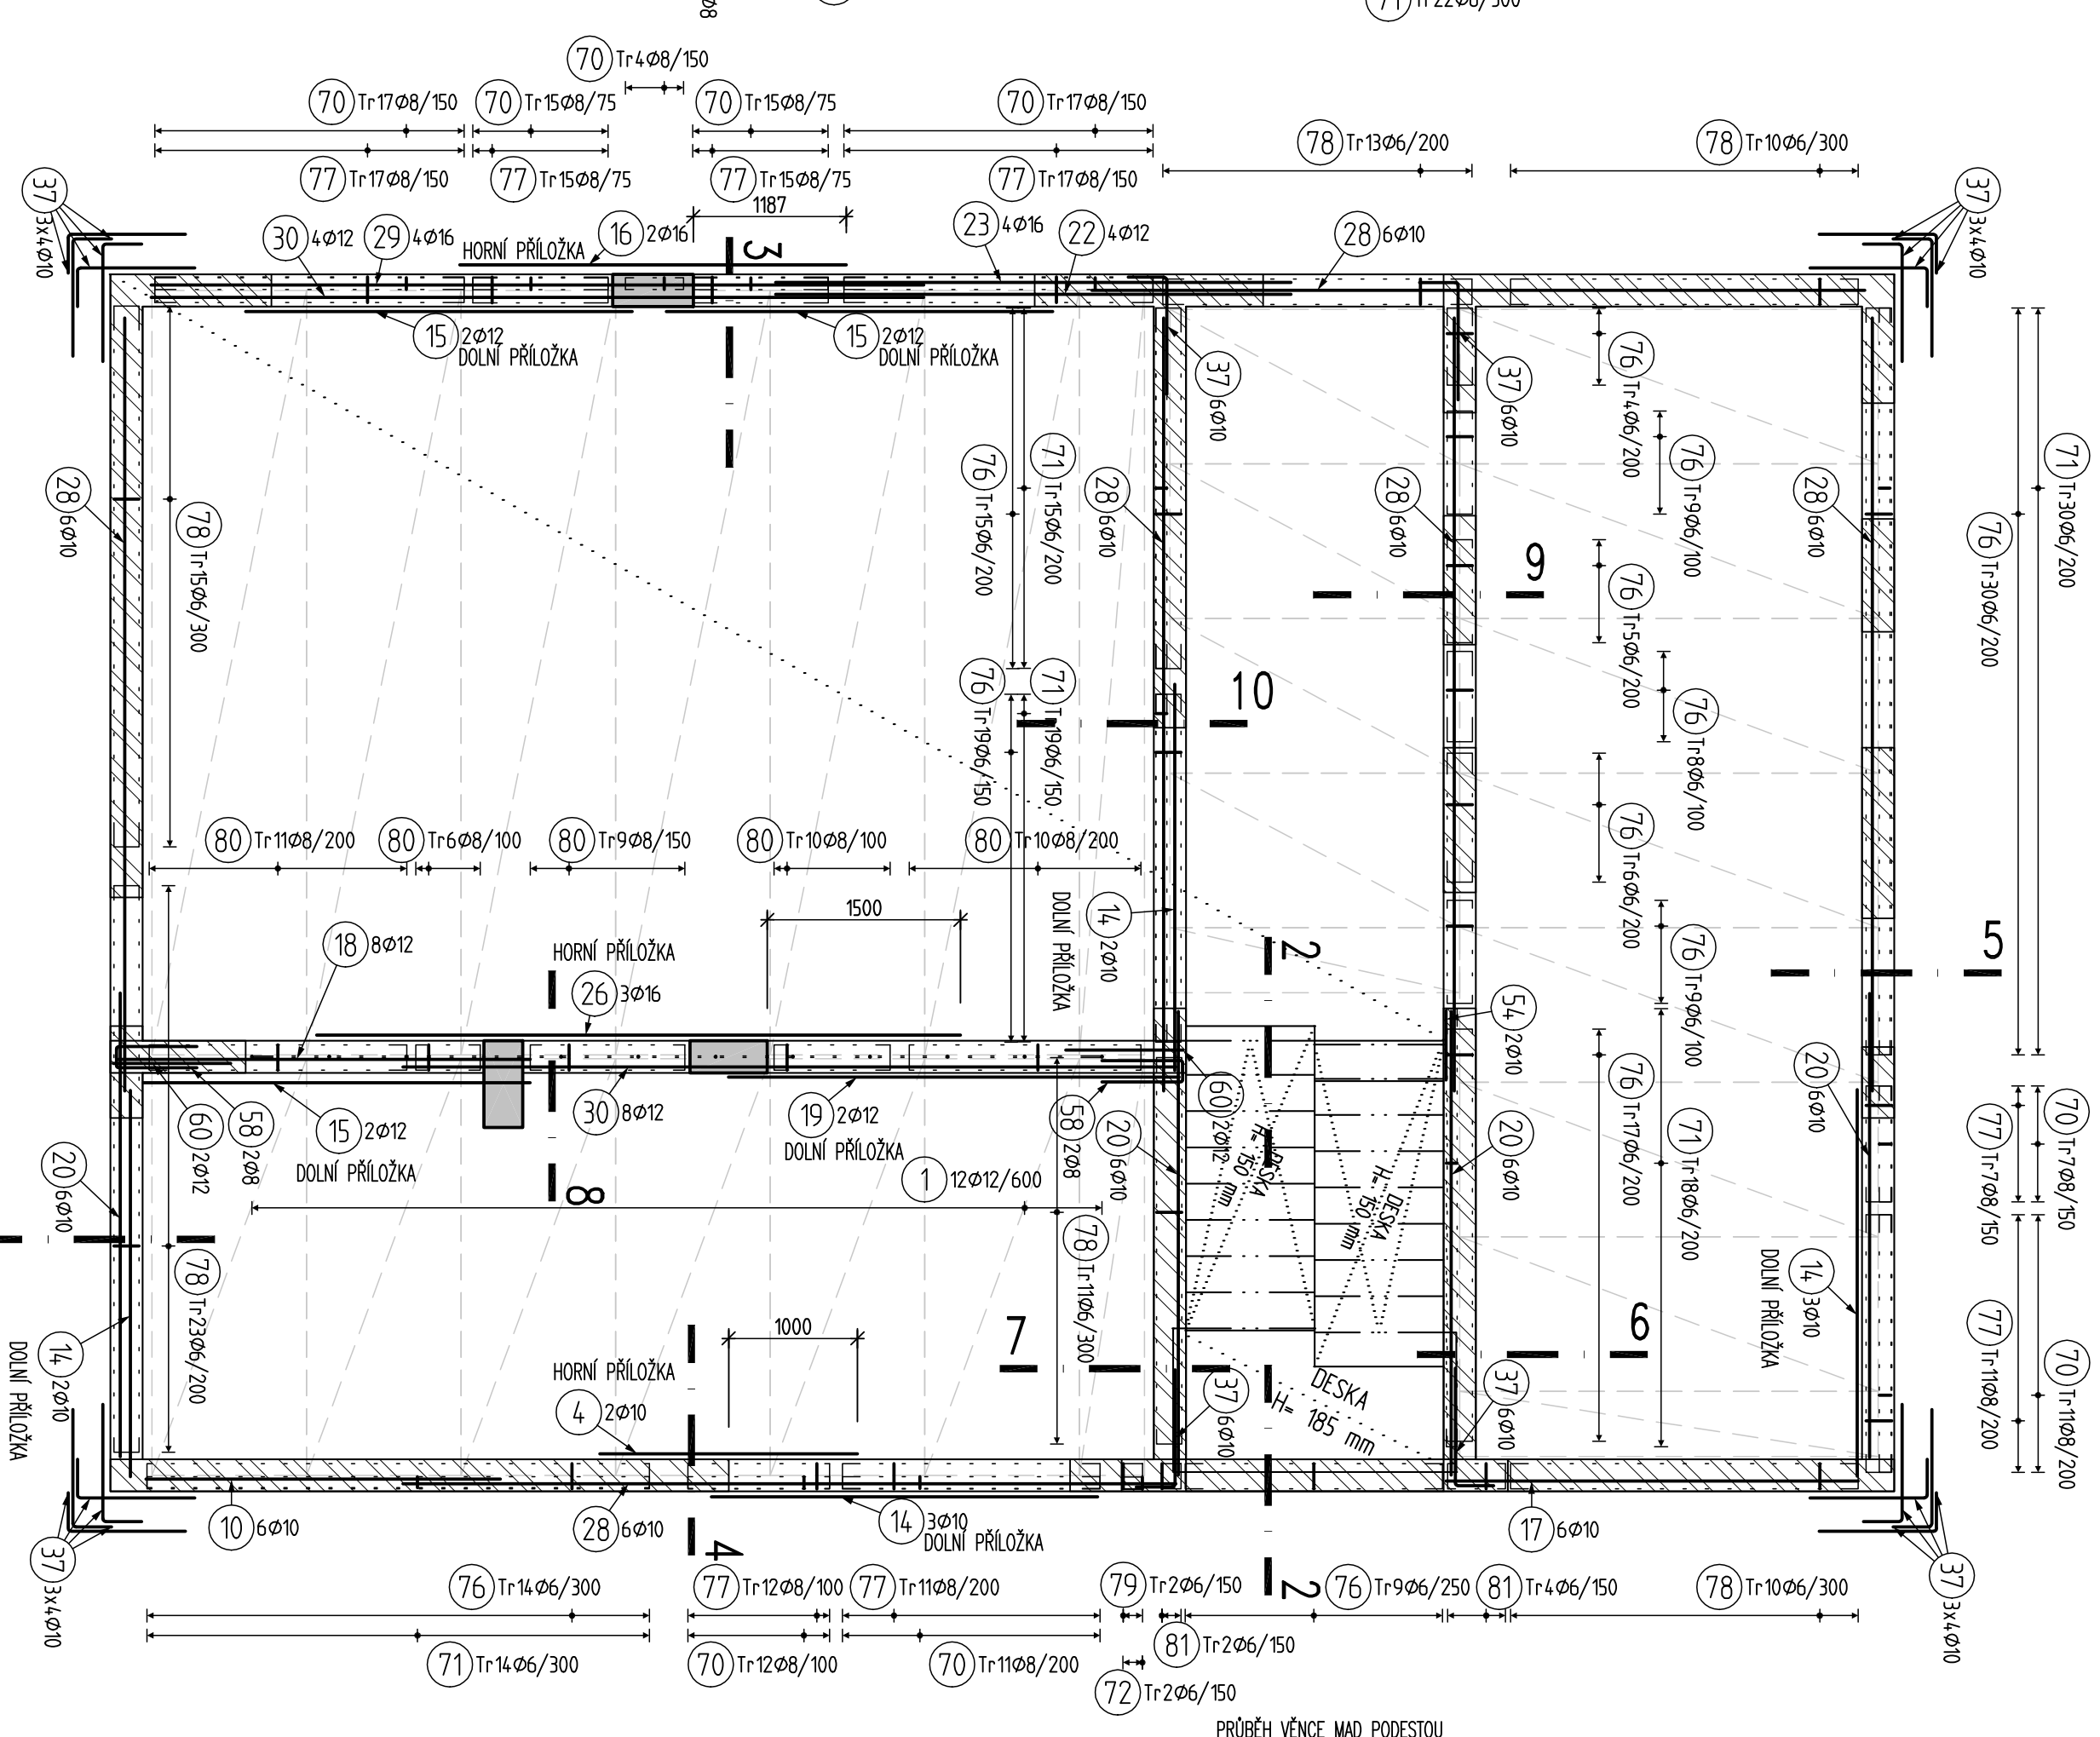 71 Tr22Ø8/300
Ø8
70 Tr4Ø8/150
70 Tr17Ø8/150
70 Tr15Ø8/75
70 Tr15Ø8/75
70 Tr17Ø8/150
78 Tr13Ø6/200
78 Tr10Ø6/300
77 Tr17Ø8/150
77 Tr15Ø8/75
77 Tr15Ø8/75
77 Tr17Ø8/150
1187
37 3x4Ø10
37 3x4Ø10
30 4Ø12
29 4Ø16
HORNÍ PŘÍLOŽKA
16 2Ø16
3
23 4Ø16
22 4Ø12
28 6Ø10
15 2Ø12
DOLNÍ PŘÍLOŽKA
15 2Ø12
DOLNÍ PŘÍLOŽKA
37 6Ø10
37 6Ø10
76 Tr4Ø6/200
76 Tr9Ø6/100
71 Tr30Ø6/200
76 Tr30Ø6/200
28 6Ø10
78 Tr15Ø6/300
76 Tr15Ø6/200
71 Tr15Ø6/200
28 6Ø10
28 6Ø10
28 6Ø10
9
76 Tr5Ø6/200
10
76 Tr19Ø6/150
71 Tr19Ø6/150
76 Tr8Ø6/100
76 Tr6Ø6/200
80 Tr11Ø8/200
80 Tr6Ø8/100
80 Tr9Ø8/150
80 Tr10Ø8/100
80 Tr10Ø8/200
1500
14 2Ø10
DOLNÍ PŘÍLOŽKA
2
76 Tr9Ø6/100
5
18 8Ø12
HORNÍ PŘÍLOŽKA
26 3Ø16
54 2Ø10
76 Tr17Ø6/200
71 Tr18Ø6/200
20 6Ø10
60 2Ø12
58 2Ø8
15 2Ø12
DOLNÍ PŘÍLOŽKA
30 8Ø12
19 2Ø12
DOLNÍ PŘÍLOŽKA
58 2Ø8
20 6Ø10
60 2Ø12
DESKA
H= 150 mm
DESKA
H= 150 mm
20 6Ø10
77 Tr7Ø8/150
70 Tr7Ø8/150
20 6Ø10
8
1 12Ø12/600
78 Tr11Ø6/300
78 Tr23Ø6/200
14 2Ø10
DOLNÍ PŘÍLOŽKA
1000
7
6
14 3Ø10
DOLNÍ PŘÍLOŽKA
77 Tr11Ø8/200
70 Tr11Ø8/200
HORNÍ PŘÍLOŽKA
4 2Ø10
37 6Ø10
DESKA
H= 185 mm
37 6Ø10
10 6Ø10
28 6Ø10
14 3Ø10
DOLNÍ PŘÍLOŽKA
17 6Ø10
37 3x4Ø10
37 3x4Ø10
4
2
76 Tr14Ø6/300
77 Tr12Ø8/100
77 Tr11Ø8/200
79 Tr2Ø6/150
76 Tr9Ø6/250
81 Tr4Ø6/150
78 Tr10Ø6/300
81 Tr2Ø6/150
71 Tr14Ø6/300
70 Tr12Ø8/100
70 Tr11Ø8/200
72 Tr2Ø6/150
PRŮBĚH VĚNCE MAD PODESTOU